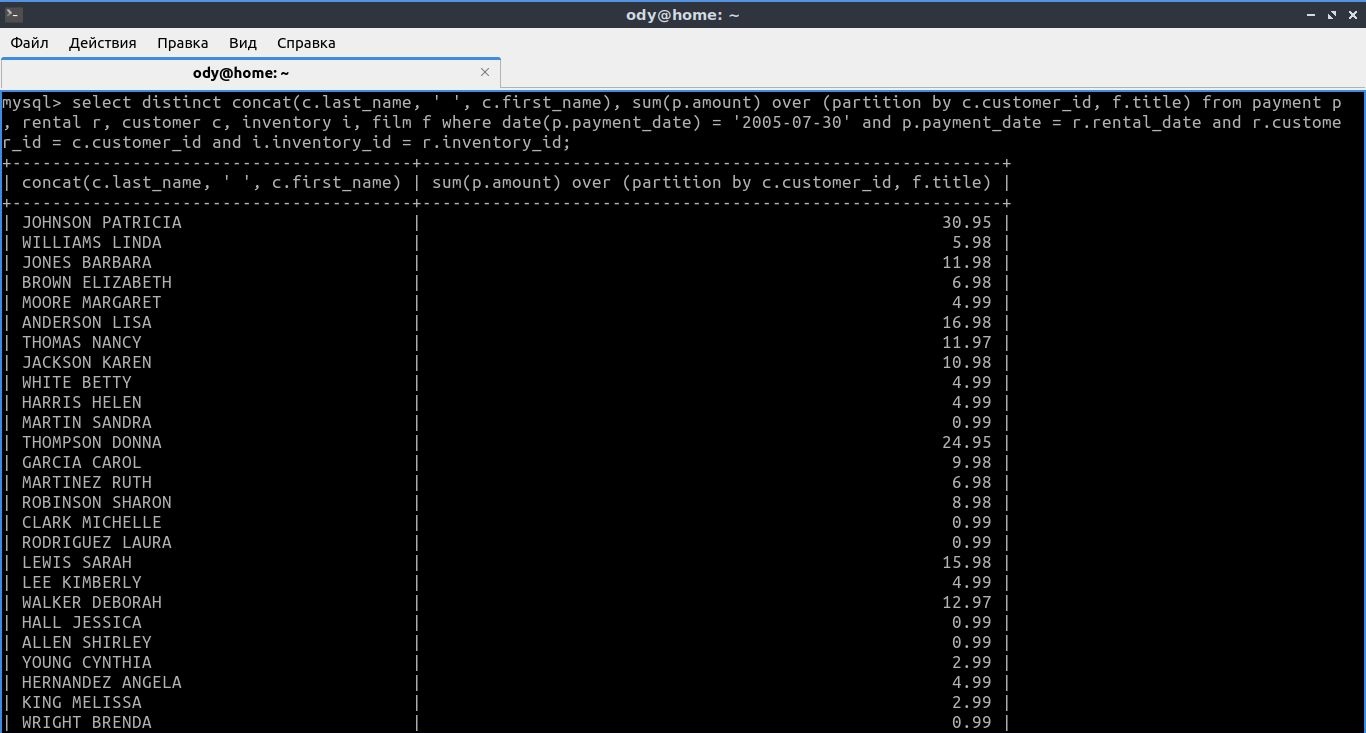 ody@home: ~
Файл Действия Правка Вид Справка
ody@home: ~
mysql> select distinct concat(c.last_name, ' ', c.first_name), sum(p.amount) over (partition by c.customer_id, f.title) from payment p
, rental r, customer c, inventory i, film f where date(p.payment_date) = '2005-07-30' and p.payment_date = r.rental_date and r.custome
r_id = c.customer_id and i.inventory_id = r.inventory_id;
+----------------------------------------+----------------------------------------------------------+
| concat(c.last_name, ' ', c.first_name) | sum(p.amount) over (partition by c.customer_id, f.title) |
+----------------------------------------+----------------------------------------------------------+
| JOHNSON PATRICIA | 30.95 |
| WILLIAMS LINDA | 5.98 |
| JONES BARBARA | 11.98 |
| BROWN ELIZABETH | 6.98 |
| MOORE MARGARET | 4.99 |
| ANDERSON LISA | 16.98 |
| THOMAS NANCY | 11.97 |
| JACKSON KAREN | 10.98 |
| WHITE BETTY | 4.99 |
| HARRIS HELEN | 4.99 |
| MARTIN SANDRA | 0.99 |
| THOMPSON DONNA | 24.95 |
| GARCIA CAROL | 9.98 |
| MARTINEZ RUTH | 6.98 |
| ROBINSON SHARON | 8.98 |
| CLARK MICHELLE | 0.99 |
| RODRIGUEZ LAURA | 0.99 |
| LEWIS SARAH | 15.98 |
| LEE KIMBERLY | 4.99 |
| WALKER DEBORAH | 12.97 |
| HALL JESSICA | 0.99 |
| ALLEN SHIRLEY | 0.99 |
| YOUNG CYNTHIA | 2.99 |
| HERNANDEZ ANGELA | 4.99 |
| KING MELISSA | 2.99 |
| WRIGHT BRENDA | 0.99 |